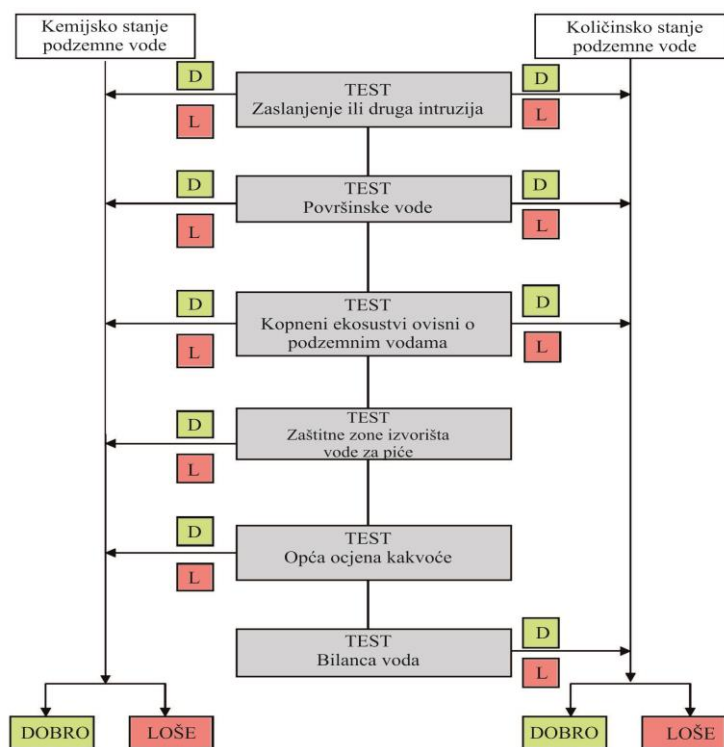 Kemijsko stanje
podzemne vode
Količinsko stanje
podzemne vode
D
L
TEST
Zaslanjenje ili druga intruzija
D
L
D
L
TEST
Površinske vode
D
L
D
L
TEST
Kopneni ekosustvi ovisni o
podzemnim vodama
D
L
D
L
TEST
Zaštitne zone izvorišta
vode za piće
D
L
TEST
Opća ocjena kakvoće
TEST
Bilanca voda
D
L
DOBRO
LOŠE
DOBRO
LOŠE